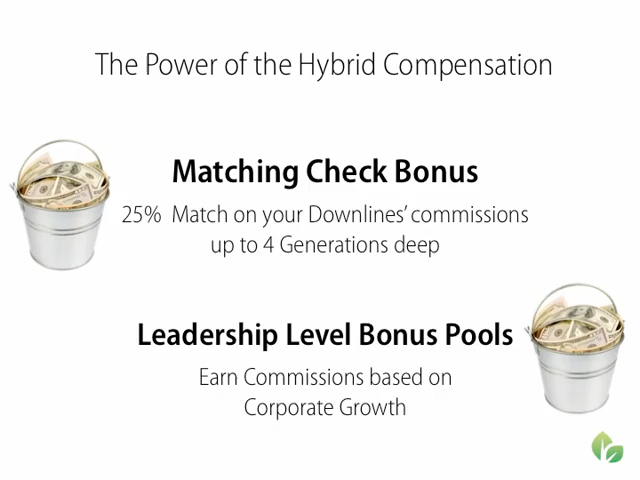 The Power of the Hybrid Compensation
Matching Check Bonus
25% Match on your Downlines' commissions
up to 4 Generations deep
Leadership Level Bonus Pools
Earn Commissions based on
Corporate Growth